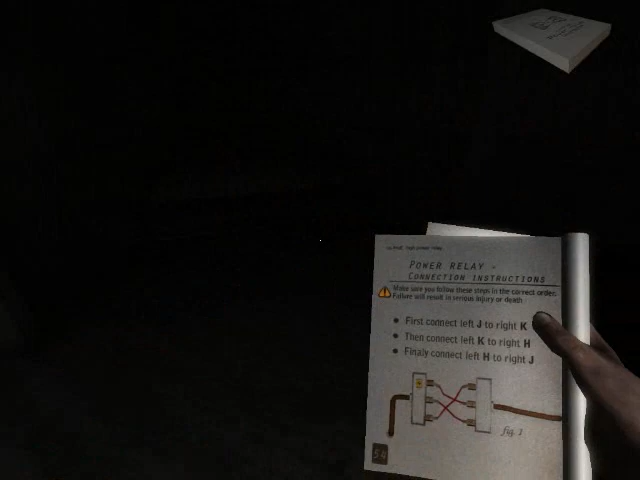 POWER RELAY -
CONNECTION INSTRUCTIONS
Make sure you follow these steps in the correct order.
Failure will result in serious injury or death
• First connect left J to right K
• Then connect left K to right H
• Finaly connect left H to right J
fig. 1
54